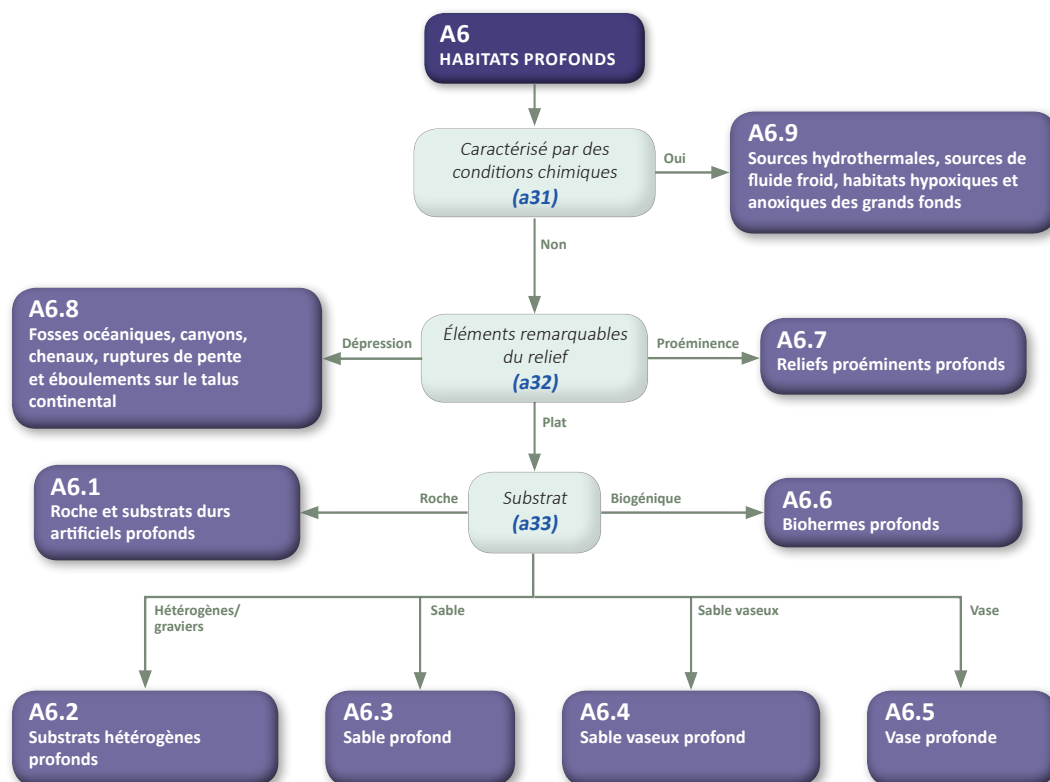 A6
HABITATS PROFONDS
Caractérisé par des
conditions chimiques
(a31)
Oui
A6.9
Sources hydrothermales, sources de
fluide froid, habitats hypoxiques et
anoxiques des grands fonds
Non
A6.8
Fosses océaniques, canyons,
chenaux, ruptures de pente
et éboulements sur le talus
continental
Dépression
Éléments remarquables
du relief
(a32)
Proéminence
A6.7
Reliefs proéminents profonds
Plat
A6.1
Roche et substrats durs
artificiels profonds
Roche
Substrat
(a33)
Biogénique
A6.6
Biohermes profonds
Hétérogènes/
graviers
Sable
Sable vaseux
Vase
A6.2
Substrats hétérogènes
profonds
A6.3
Sable profond
A6.4
Sable vaseux profond
A6.5
Vase profonde